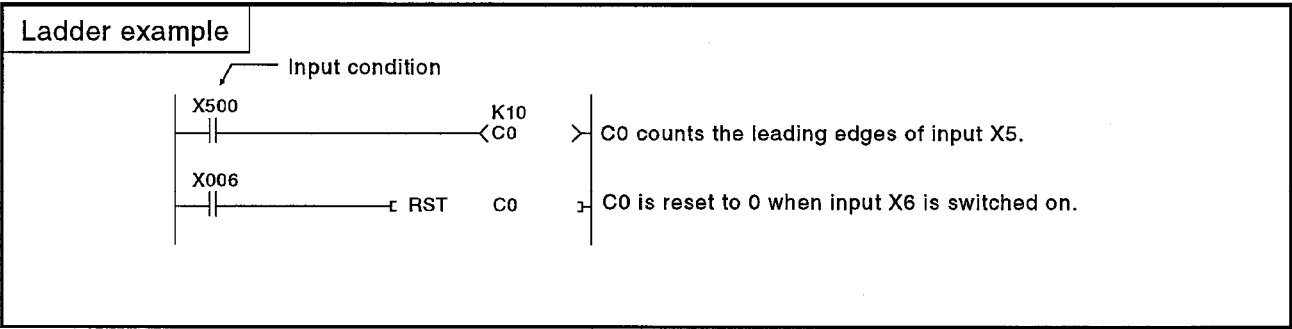 Ladder example
Input condition
X500
K10
C0
C0 counts the leading edges of input X5.
X006
RST C0
C0 is reset to 0 when input X6 is switched on.